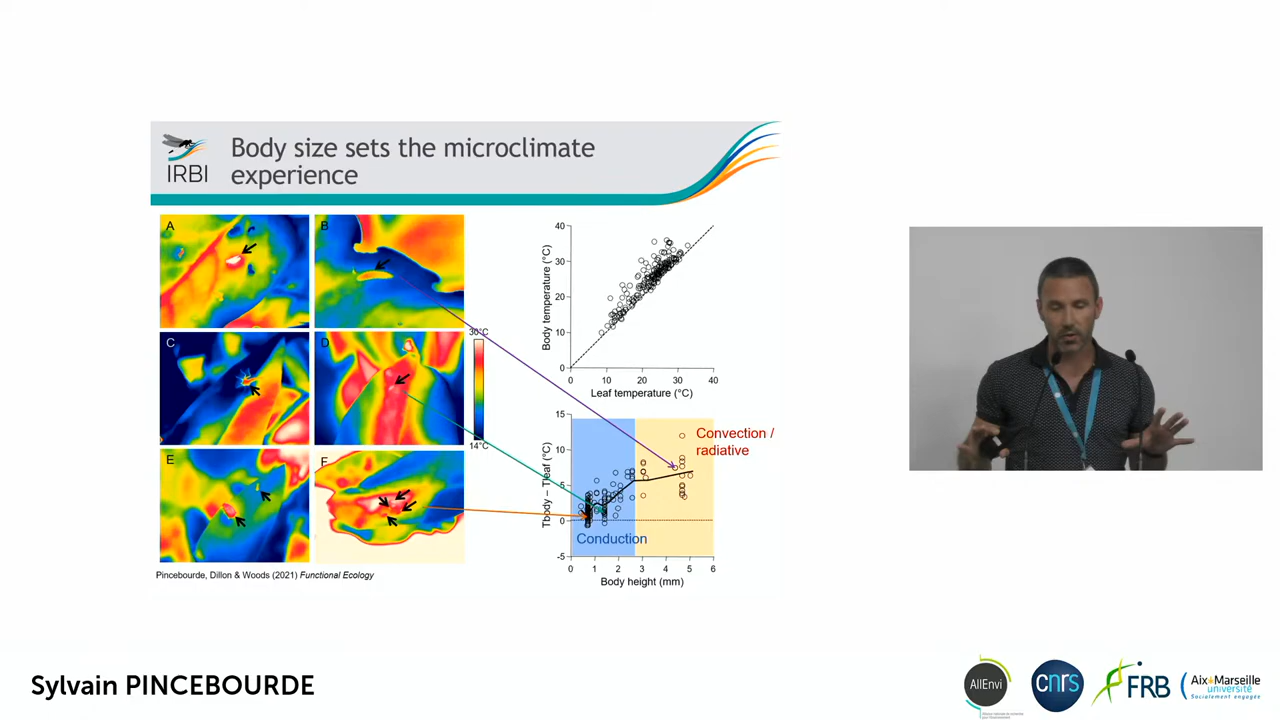 IRBI
Body size sets the microclimate
experience
A
B
C
D
E
F
30°C
14°C
Body temperature (°C)
40
30
20
10
0
0 10 20 30 40
Leaf temperature (°C)
Tbody – Tleaf (°C)
15
10
5
0
-5
Convection /
radiative
Conduction
0 1 2 3 4 5 6
Body height (mm)
Pincebourde, Dillon & Woods (2021) Functional Ecology
Sylvain PINCEBOURDE
AllEnvi
cnrs
FRB
Aix Marseille
université
Socialement engagée